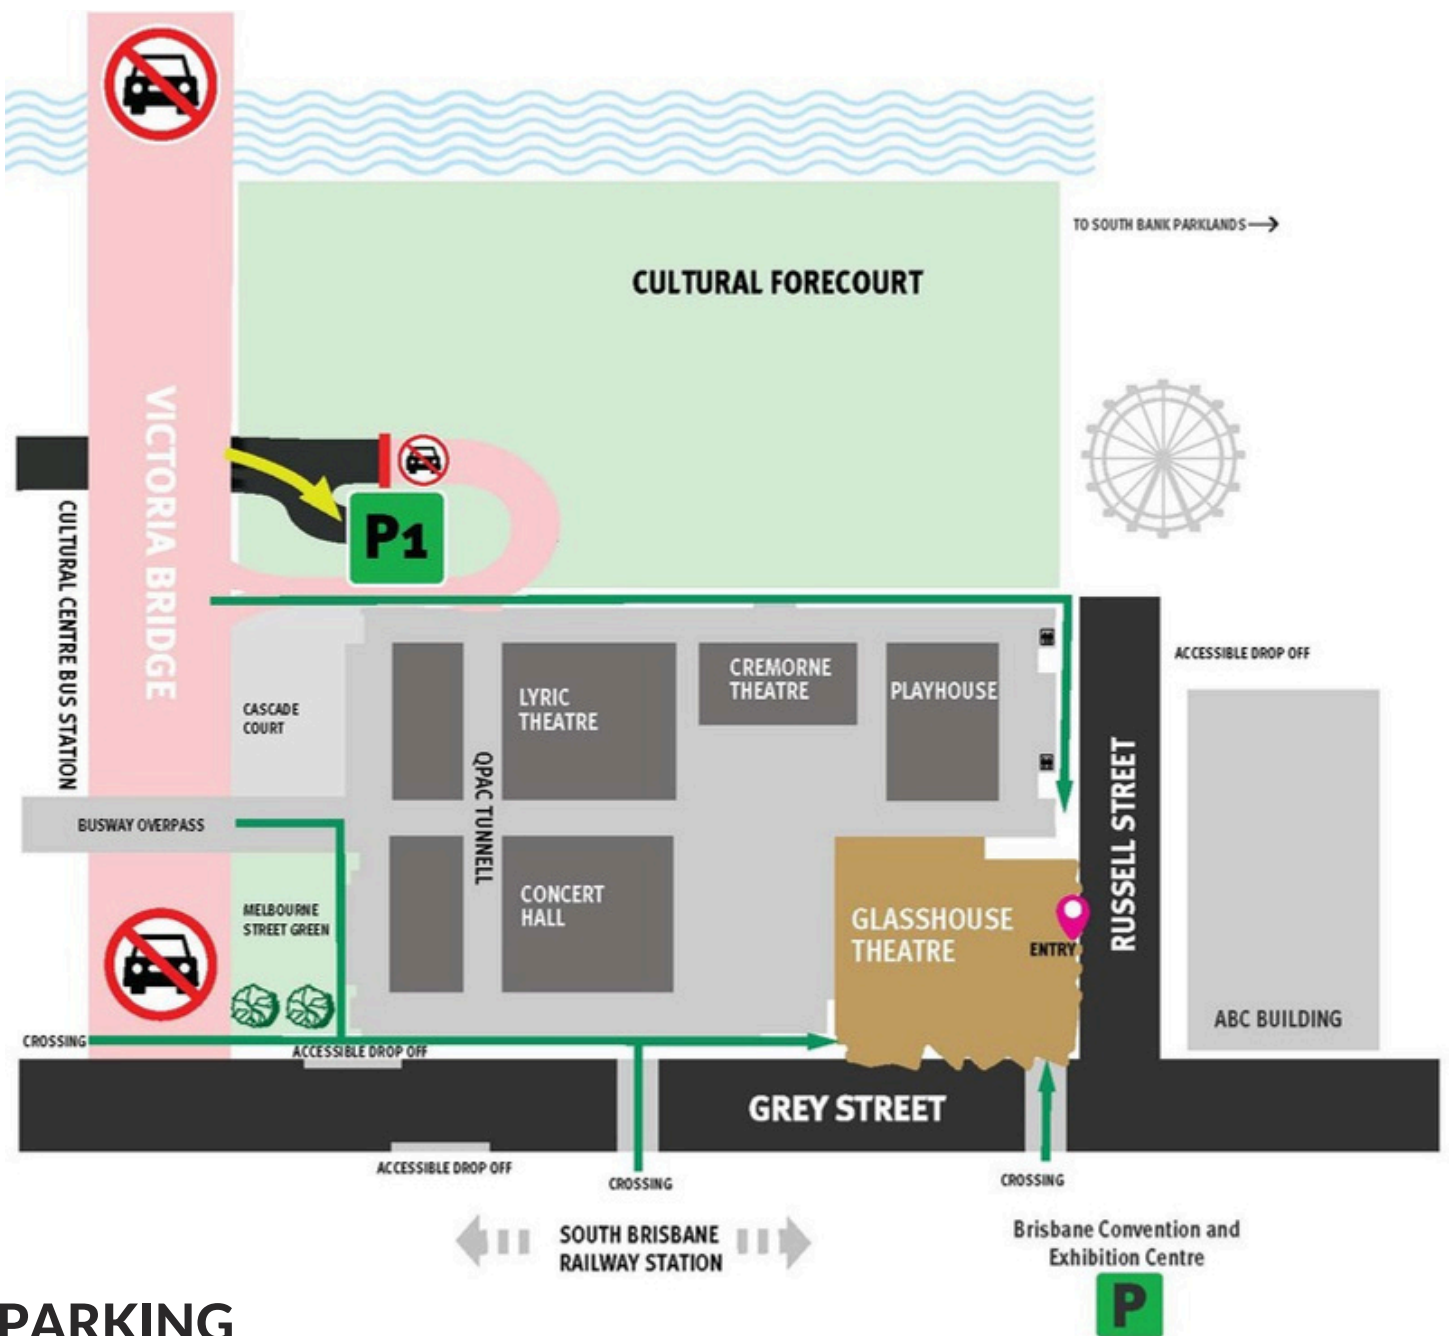 TO SOUTH BANK PARKLANDS
CULTURAL FORECOURT
VICTORIA BRIDGE
P1
CULTURAL CENTRE BUS STATION
ACCESSIBLE DROP OFF
CREMORNE
THEATRE
PLAYHOUSE
LYRIC
THEATRE
CASCADE
COURT
QPAC TUNNELL
RUSSELL STREET
BUSWAY OVERPASS
CONCERT
HALL
MELBOURNE
STREET GREEN
GLASSHOUSE
THEATRE
ENTRY
ABC BUILDING
CROSSING
ACCESSIBLE DROP OFF
GREY STREET
ACCESSIBLE DROP OFF
CROSSING
CROSSING
SOUTH BRISBANE
RAILWAY STATION
Brisbane Convention and
Exhibition Centre
P
PARKING